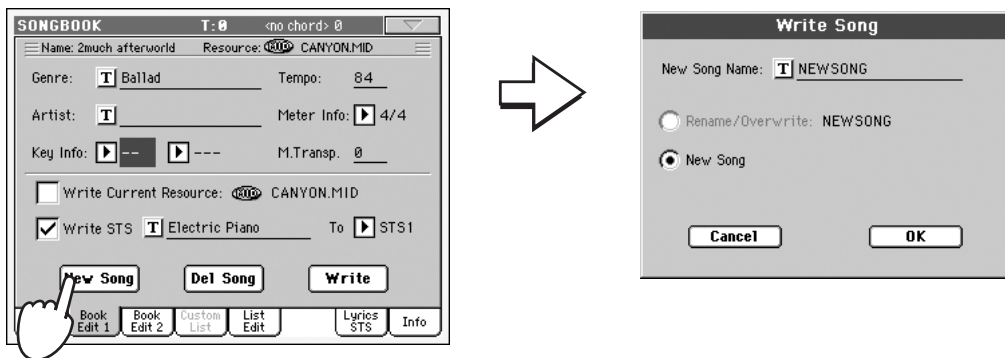 SONGBOOK T:0 <no chord> 0
Name: 2much afterworld Resource: CANYON.MID
Genre: T Ballad Tempo: 84
Artist: T Meter Info: 4/4
Key Info: -- --- M.Transp. 0
Write Current Resource: CANYON.MID
Write STS T Electric Piano To STS1
New Song Del Song Write
Book Edit 1 Book Edit 2 Custom List List Edit Lyrics STS Info
Write Song
New Song Name: T NEWSONG
Rename/Overwrite: NEWSONG
New Song
Cancel OK